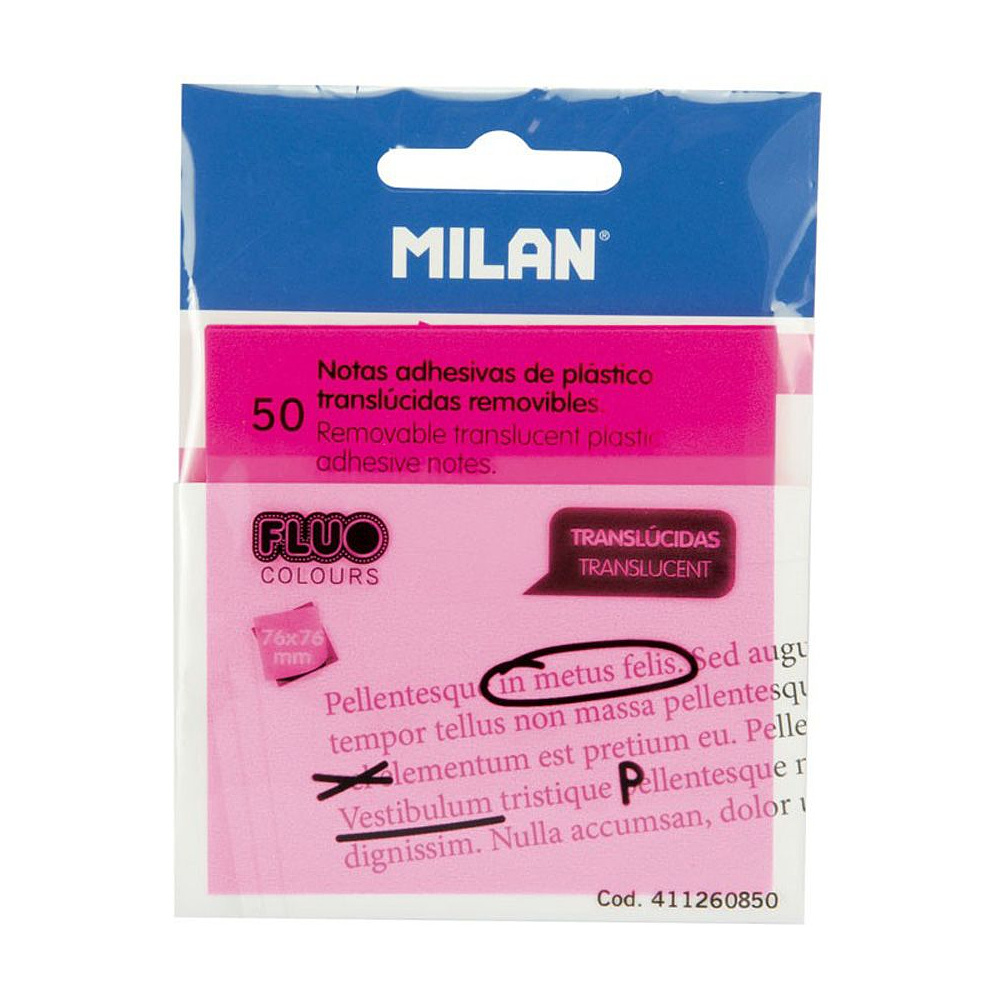 MILAN®
50
Notas adhesivas de plástico
translúcidas removibles.
Removable translucent plastic
adhesive notes.
FLUO
COLOURS
TRANSLÚCIDAS
TRANSLUCENT
76x76
mm
Pellentesqu in metus felis. Sed augu
tempor tellus non massa pellentesqu
elementum est pretium eu. Pelle
Vestibulum tristique pellentesque
dignissim. Nulla accumsan, dolor
Cod. 411260850